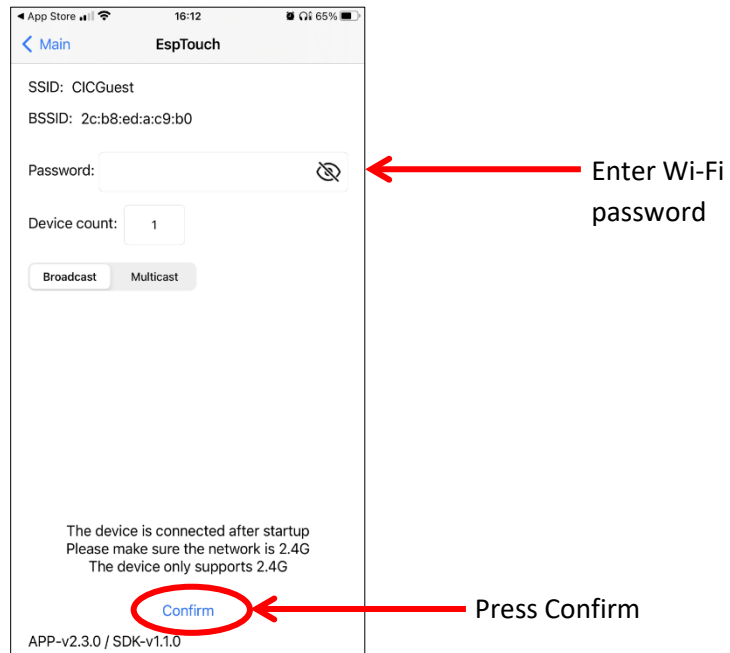 App Store 16:12 65%
Main EspTouch
SSID: CICGuest
BSSID: 2c:b8:ed:a:c9:b0
Password:
Enter Wi-Fi
password
Device count: 1
Broadcast Multicast
The device is connected after startup
Please make sure the network is 2.4G
The device only supports 2.4G
Confirm
Press Confirm
APP-v2.3.0 / SDK-v1.1.0